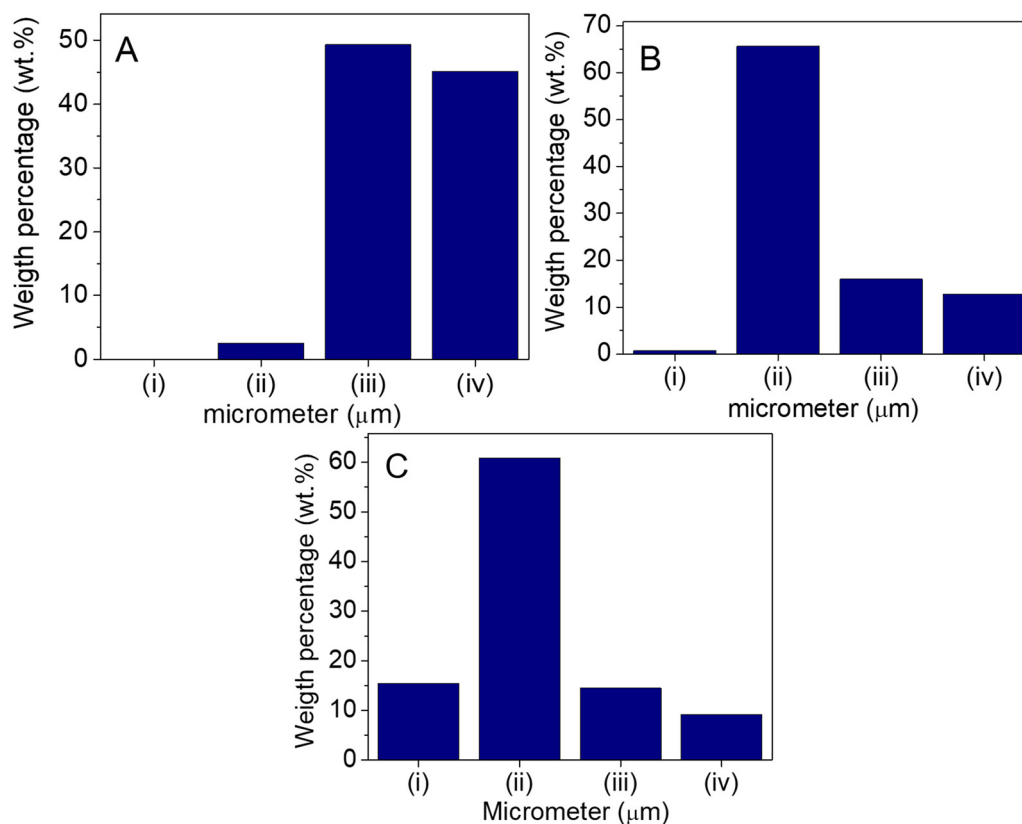 A
Weigth percentage (wt.%)
50
40
30
20
10
0
(i) (ii) (iii) (iv)
micrometer (μm)
B
Weigth percentage (wt.%)
70
60
50
40
30
20
10
0
(i) (ii) (iii) (iv)
micrometer (μm)
C
Weigth percentage (wt.%)
60
50
40
30
20
10
0
(i) (ii) (iii) (iv)
Micrometer (μm)